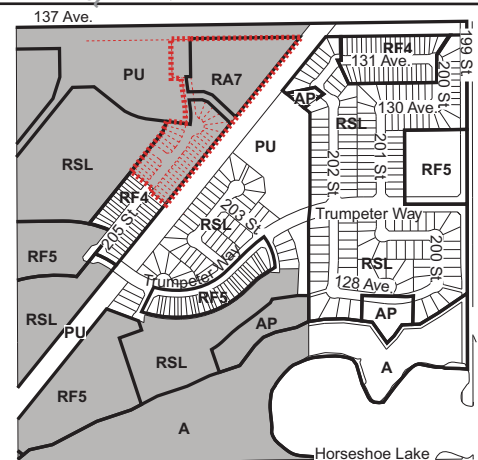 137 Ave.
199 St.
200 St.
RF4
131 Ave.
PU
RA7
AP
130 Ave.
RSL
PU
RSL
202 St.
201 St.
RF5
RF4
205 St.
RSL
203 St.
Trumpeter Way
RF5
Trumpeter Way
RSL
200 St.
128 Ave.
RF5
RSL
PU
AP
AP
RSL
RF5
A
A
Horseshoe Lake